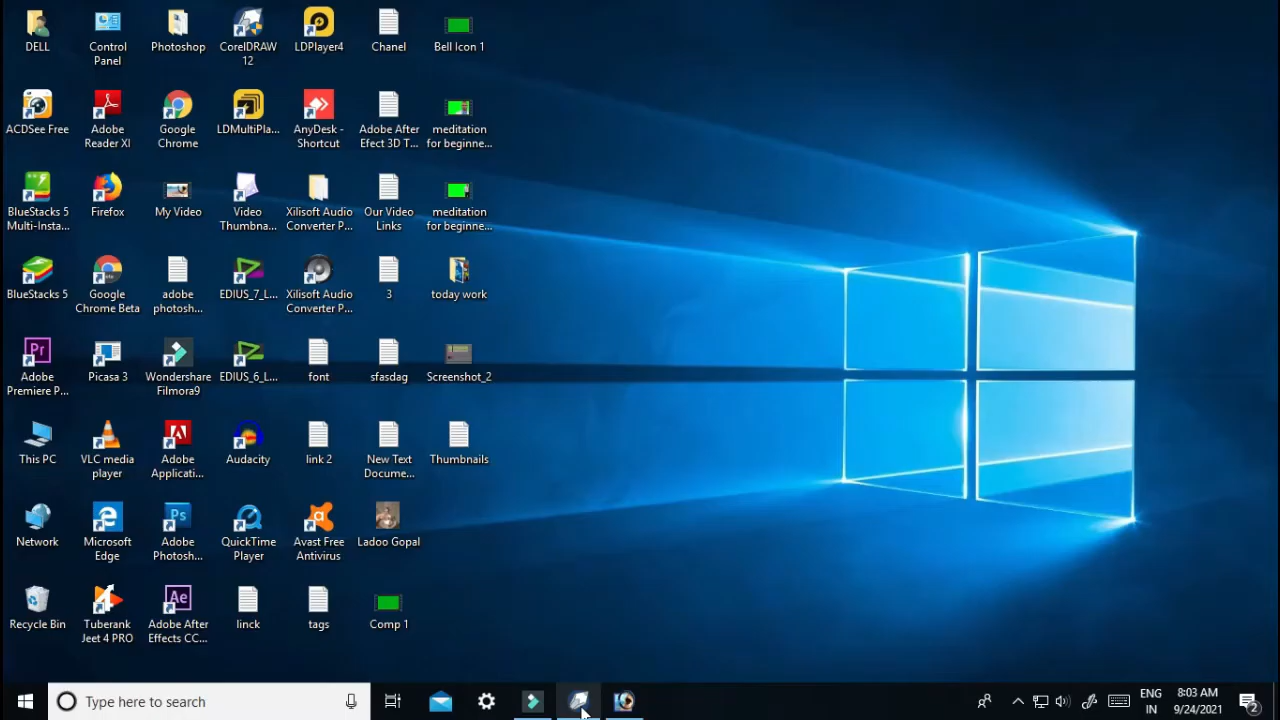 DELL
Control
Panel
Photoshop
CorelDRAW
12
LDPlayer4
Chanel
Bell Icon 1
ACDSee Free
Adobe
Reader XI
Google
Chrome
LDMultiPla...
AnyDesk -
Shortcut
Adobe After
Efect 3D T...
meditation
for beginne...
BlueStacks 5
Multi-Insta...
Firefox
My Video
Video
Thumbna...
Xilisoft Audio
Converter P...
Our Video
Links
meditation
for beginne...
BlueStacks 5
Google
Chrome Beta
adobe
photosh...
EDIUS_7_L...
Xilisoft Audio
Converter P...
3
today work
Adobe
Premiere P...
Picasa 3
Wondershare
Filmora9
EDIUS_6_L...
font
sfasdag
Screenshot_2
This PC
VLC media
player
Adobe
Applicati...
Audacity
link 2
New Text
Docume...
Thumbnails
Network
Microsoft
Edge
Adobe
Photosh...
QuickTime
Player
Avast Free
Antivirus
Ladoo Gopal
Recycle Bin
Tuberank
Jeet 4 PRO
Adobe After
Effects CC...
linck
tags
Comp 1
Type here to search
ENG
IN
8:03 AM
9/24/2021
2